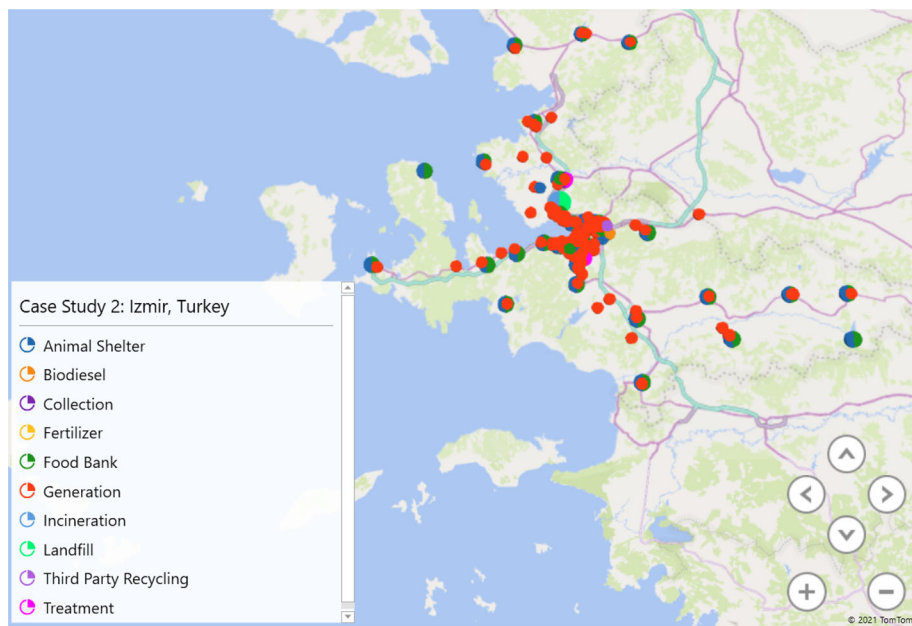 Case Study 2: Izmir, Turkey
Animal Shelter
Biodiesel
Collection
Fertilizer
Food Bank
Generation
Incineration
Landfill
Third Party Recycling
Treatment
© 2021 TomTom